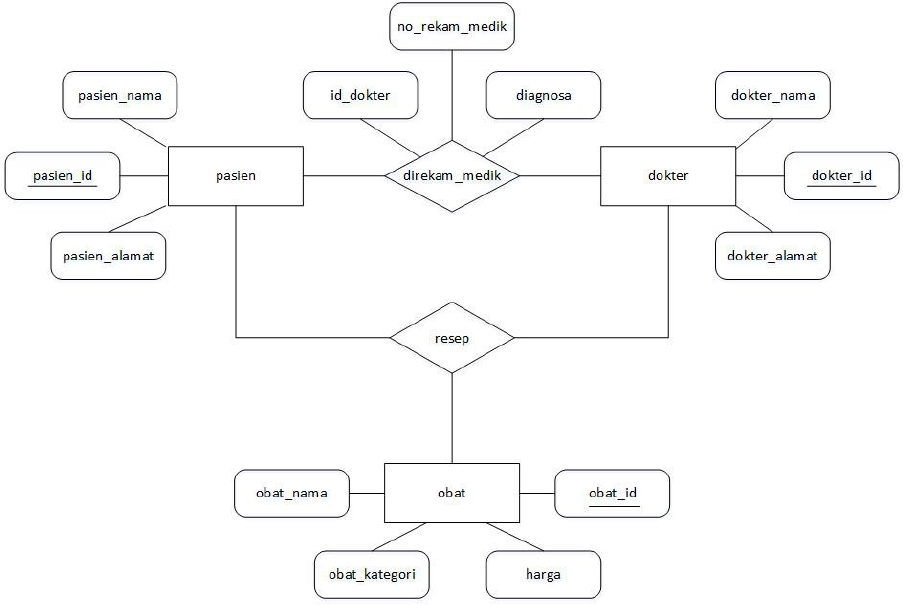 no_rekam_medik
pasien_nama
id_dokter
diagnosa
dokter_nama
pasien_id
pasien
direkam_medik
dokter
dokter_id
pasien_alamat
dokter_alamat
resep
obat_nama
obat
obat_id
obat_kategori
harga